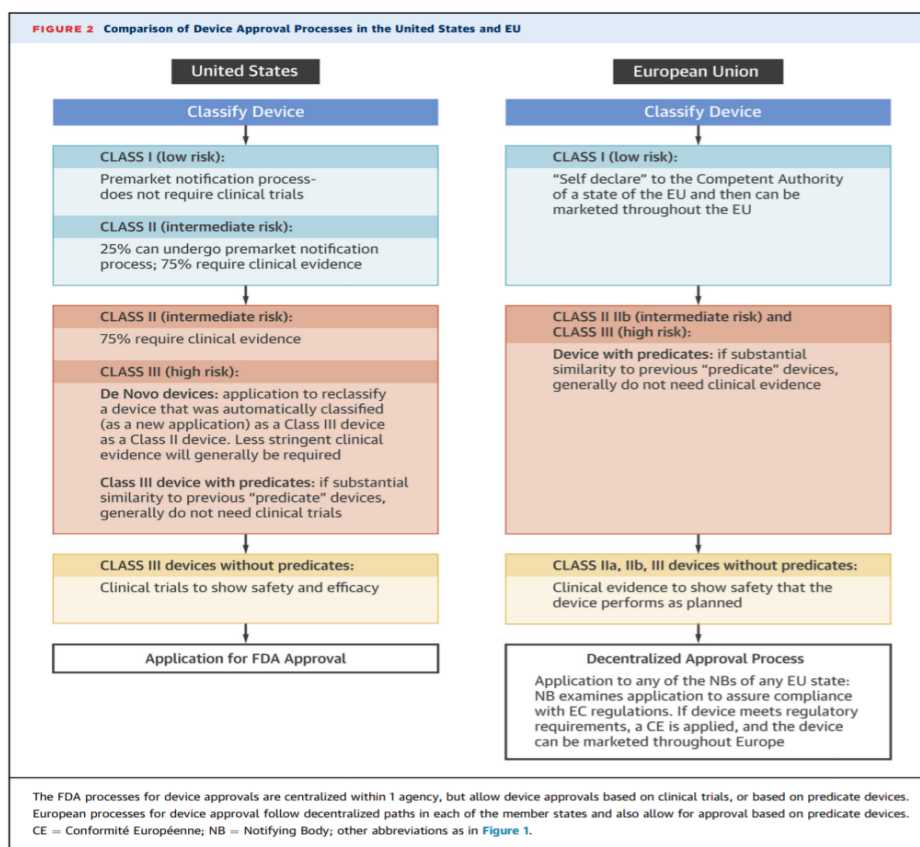 FIGURE 2 Comparison of Device Approval Processes in the United States and EU
United States
Classify Device
CLASS I (low risk):
Premarket notification process-
does not require clinical trials
CLASS II (intermediate risk):
25% can undergo premarket notification
process; 75% require clinical evidence
CLASS II (intermediate risk):
75% require clinical evidence
CLASS III (high risk):
De Novo devices: application to reclassify
a device that was automatically classified
(as a new application) as a Class III device
as a Class II device. Less stringent clinical
evidence will generally be required
Class III device with predicates: if substantial
similarity to previous “predicate” devices,
generally do not need clinical trials
CLASS III devices without predicates:
Clinical trials to show safety and efficacy
Application for FDA Approval
European Union
Classify Device
CLASS I (low risk):
“Self declare” to the Competent Authority
of a state of the EU and then can be
marketed throughout the EU
CLASS II IIb (intermediate risk) and
CLASS III (high risk):
Device with predicates: if substantial
similarity to previous “predicate” devices,
generally do not need clinical evidence
CLASS IIa, IIb, III devices without predicates:
Clinical evidence to show safety that the
device performs as planned
Decentralized Approval Process
Application to any of the NBs of any EU state:
NB examines application to assure compliance
with EC regulations. If device meets regulatory
requirements, a CE is applied, and the device
can be marketed throughout Europe
The FDA processes for device approvals are centralized within 1 agency, but allow device approvals based on clinical trials, or based on predicate devices.
European processes for device approval follow decentralized paths in each of the member states and also allow for approval based on predicate devices.
CE = Conformité Européenne; NB = Notifying Body; other abbreviations as in Figure 1.